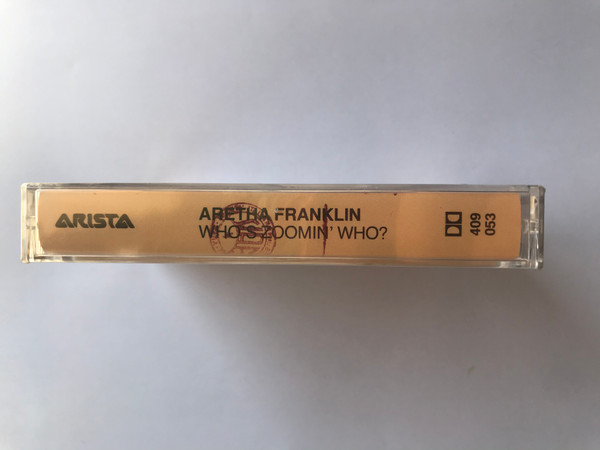 ARISTA
ARETHA FRANKLIN
WHO'S ZOOMIN' WHO?
409
053